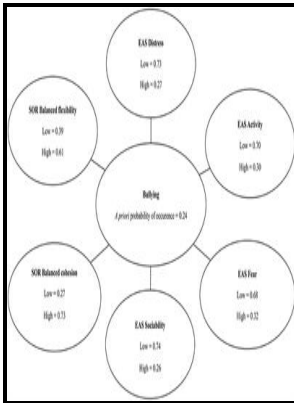 EAS Distress
Low = 0.73
High = 0.27
SOR Balanced flexibility
Low = 0.39
High = 0.61
EAS Activity
Low = 0.70
High = 0.30
Bullying
A priori probability of occurence = 0.24
SOR Balanced cohesion
Low = 0.27
High = 0.73
EAS Fear
Low = 0.68
High = 0.32
EAS Sociability
Low = 0.74
High = 0.26